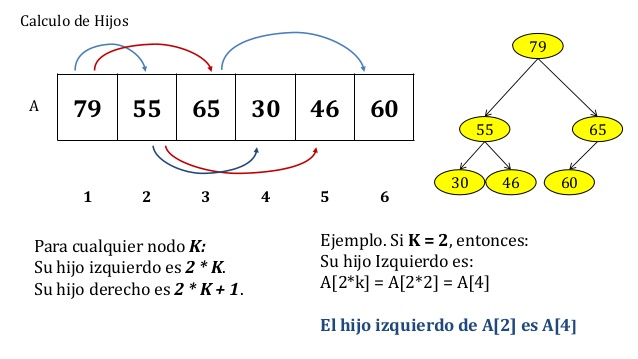 Calculo de Hijos
A
79 55 65 30 46 60
1 2 3 4 5 6
79
55 65
30 46 60
Para cualquier nodo K:
Su hijo izquierdo es 2 * K.
Su hijo derecho es 2 * K + 1.
Ejemplo. Si K = 2, entonces:
Su hijo Izquierdo es:
A[2*k] = A[2*2] = A[4]
El hijo izquierdo de A[2] es A[4]